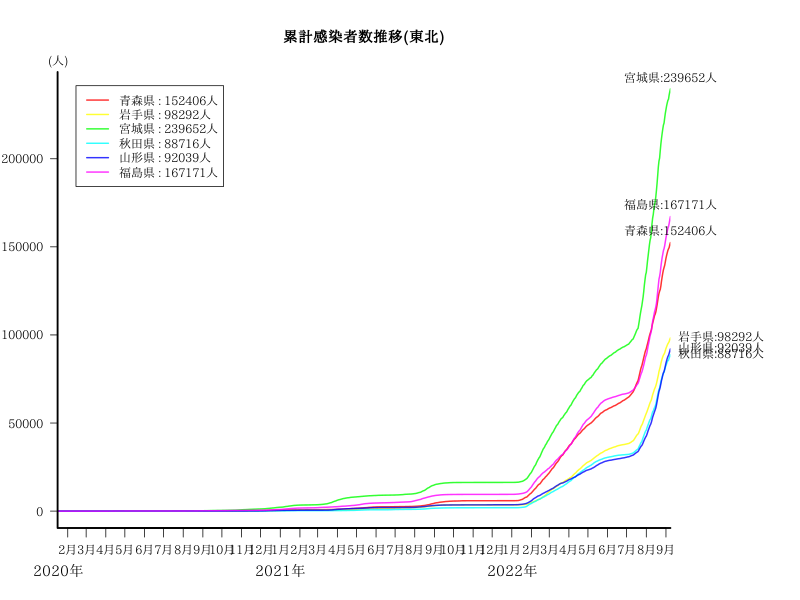 累計感染者数推移(東北)
(人)
青森県 : 152406人
岩手県 : 98292人
宮城県 : 239652人
秋田県 : 88716人
山形県 : 92039人
福島県 : 167171人
宮城県:239652人
福島県:167171人
青森県:152406人
岩手県:98292人
山形県:92039人
秋田県:88716人
200000
150000
100000
50000
0
2月3月4月5月6月7月 8月9月10月11月12月1月2月3月4月5月6月7月8月9月10月11月12月1月2月3月4月5月6月7月8月9月
2020年 2021年 2022年